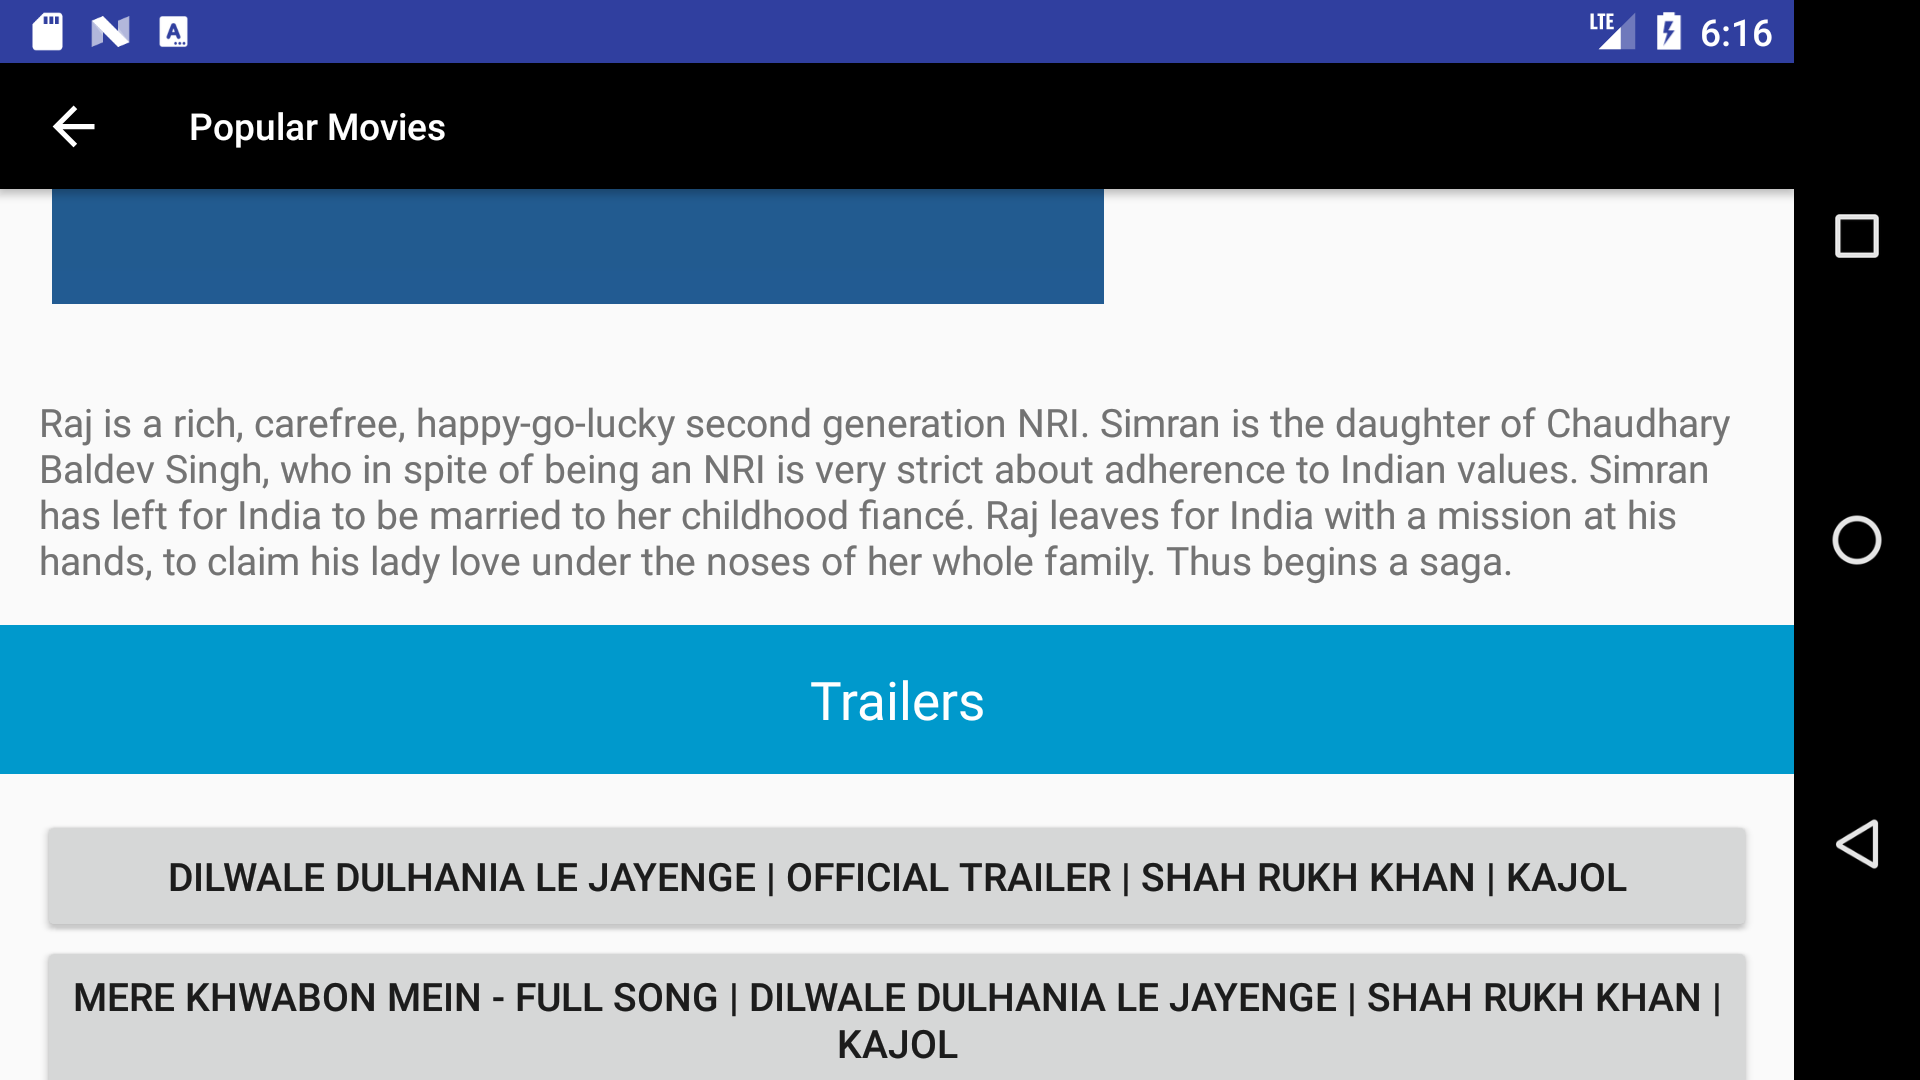 LTE 6:16
Popular Movies
Raj is a rich, carefree, happy-go-lucky second generation NRI. Simran is the daughter of Chaudhary
Baldev Singh, who in spite of being an NRI is very strict about adherence to Indian values. Simran
has left for India to be married to her childhood fiancé. Raj leaves for India with a mission at his
hands, to claim his lady love under the noses of her whole family. Thus begins a saga.
Trailers
DILWALE DULHANIA LE JAYENGE | OFFICIAL TRAILER | SHAH RUKH KHAN | KAJOL
MERE KHWABON MEIN - FULL SONG | DILWALE DULHANIA LE JAYENGE | SHAH RUKH KHAN |
KAJOL